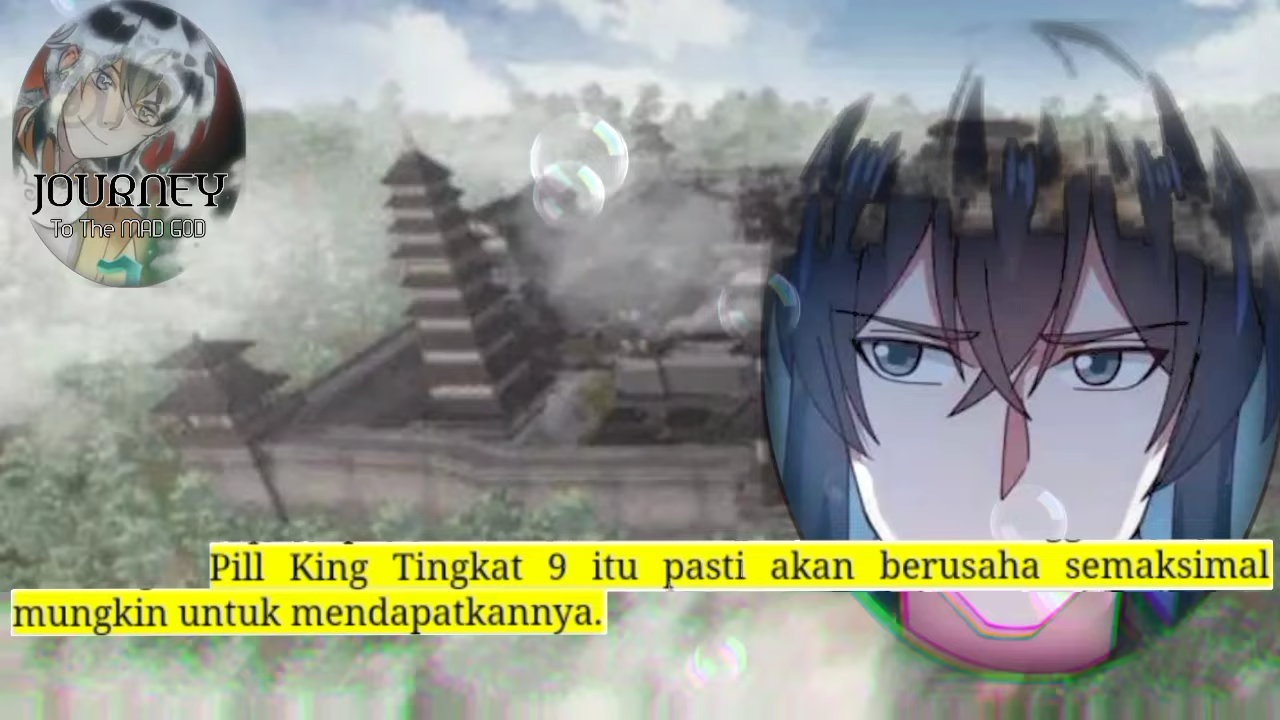 JOURNEY
To The MAD GOD
Pill King Tingkat 9 itu pasti akan berusaha semaksimal
mungkin untuk mendapatkannya.